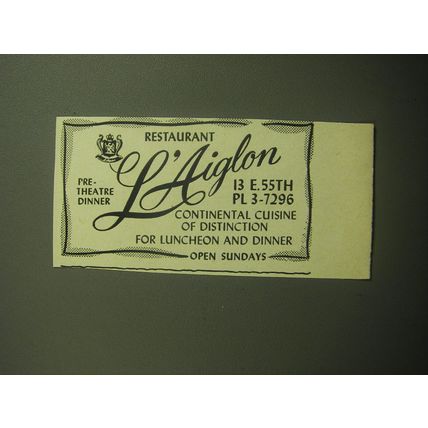 RESTAURANT
L'Aiglon
PRE-
THEATRE
DINNER
13 E. 55TH
PL 3-7296
CONTINENTAL CUISINE
OF DISTINCTION
FOR LUNCHEON AND DINNER
OPEN SUNDAYS